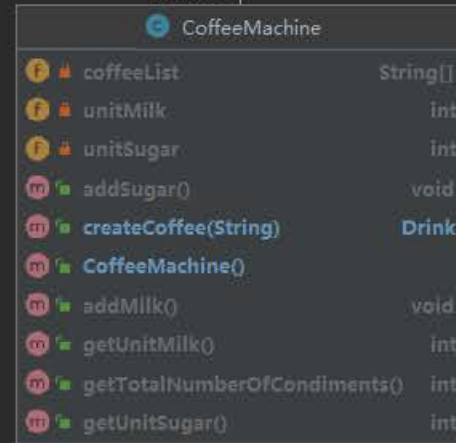 CoffeeMachine
coffeeList String[]
unitMilk int
unitSugar int
addSugar() void
createCoffee(String) Drink
CoffeeMachine()
addMilk() void
getUnitMilk() int
getTotalNumberOfCondiments() int
getUnitSugar() int